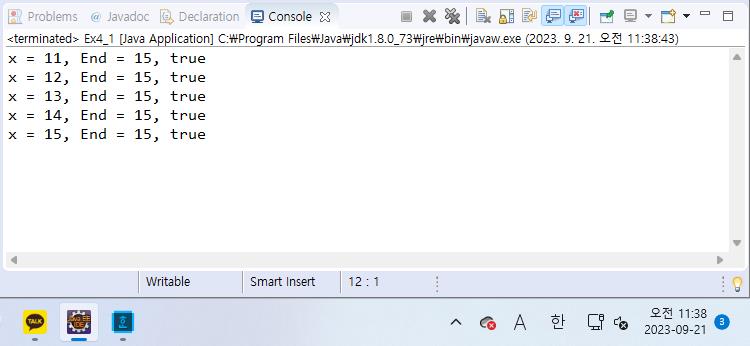 Problems @ Javadoc Declaration Console
<terminated> Ex4_1 [Java Application] C:₩Program Files₩Java₩jdk1.8.0_73₩jre₩bin₩javaw.exe (2023. 9. 21. 오전 11:38:43)
x = 11, End = 15, true
x = 12, End = 15, true
x = 13, End = 15, true
x = 14, End = 15, true
x = 15, End = 15, true
Writable Smart Insert 12 : 1
TALK Java EE IDE A 한 오전 11:38 3
2023-09-21